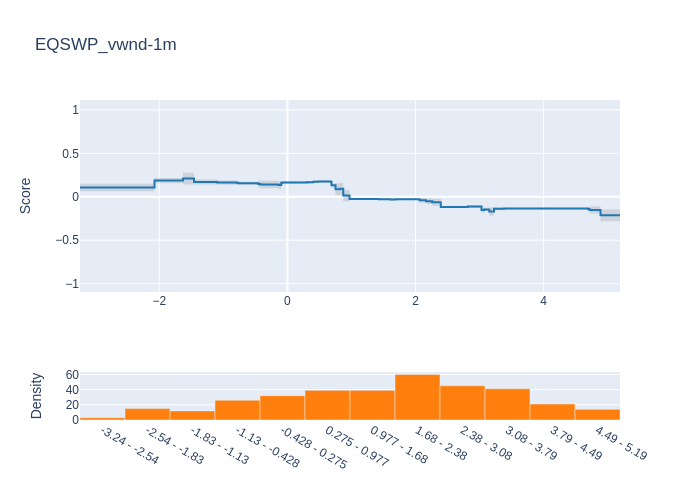 EQSWP_vwnd-1m
Score
1
0.5
0
−0.5
−1
−2
0
2
4
Density
60
40
20
0
-3.24 - -2.54
-2.54 - -1.83
-1.83 - -1.13
-1.13 - -0.428
-0.428 - 0.275
0.275 - 0.977
0.977 - 1.68
1.68 - 2.38
2.38 - 3.08
3.08 - 3.79
3.79 - 4.49
4.49 - 5.19